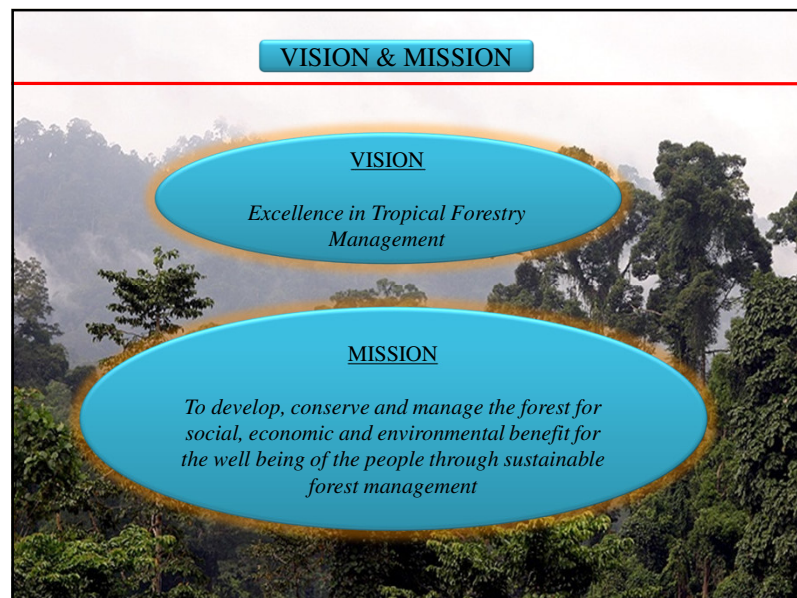 VISION & MISSION
VISION
Excellence in Tropical Forestry
Management
MISSION
To develop, conserve and manage the forest for
social, economic and environmental benefit for
the well being of the people through sustainable
forest management